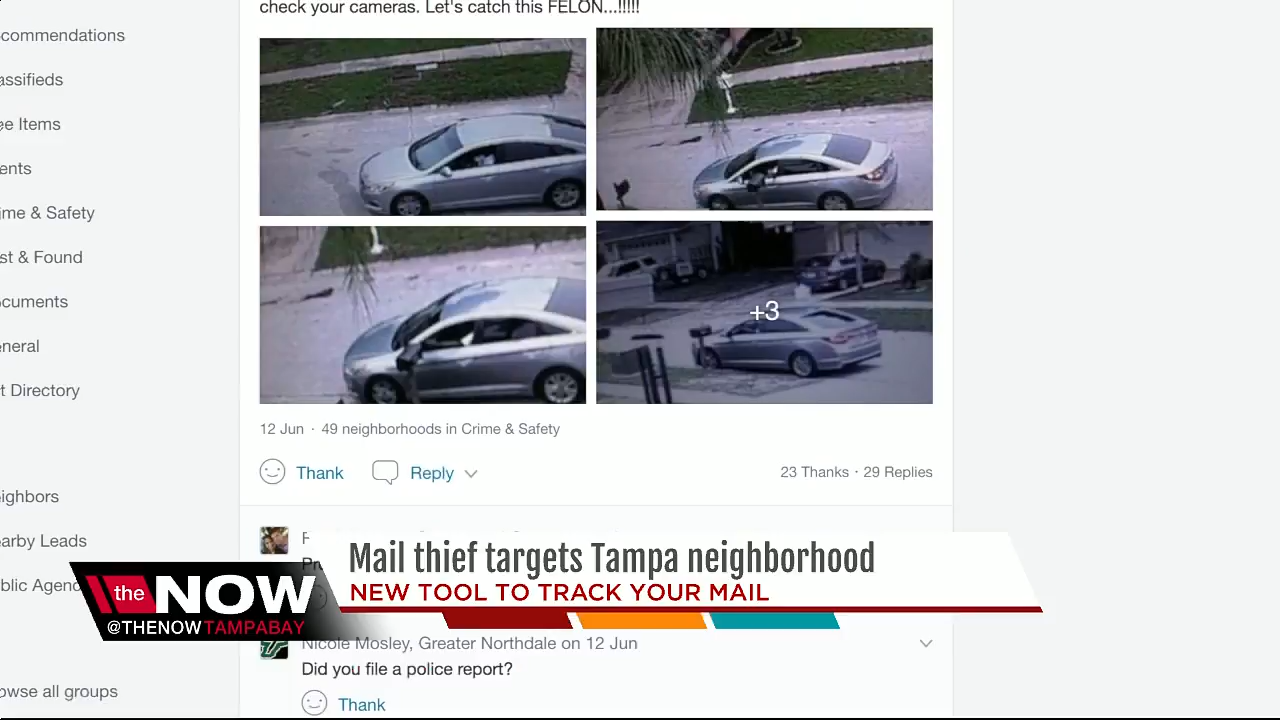 check your cameras. Let's catch this FELON...!!!!!
commendations
assifieds
ee Items
ents
ime & Safety
st & Found
cuments
eneral
t Directory
+3
12 Jun · 49 neighborhoods in Crime & Safety
Thank
Reply
23 Thanks · 29 Replies
ighbors
arby Leads
blic Agenc
Mail thief targets Tampa neighborhood
NEW TOOL TO TRACK YOUR MAIL
the NOW
@THENOWTAMPABAY
Nicole Mosley, Greater Northdale on 12 Jun
Did you file a police report?
Thank
owse all groups